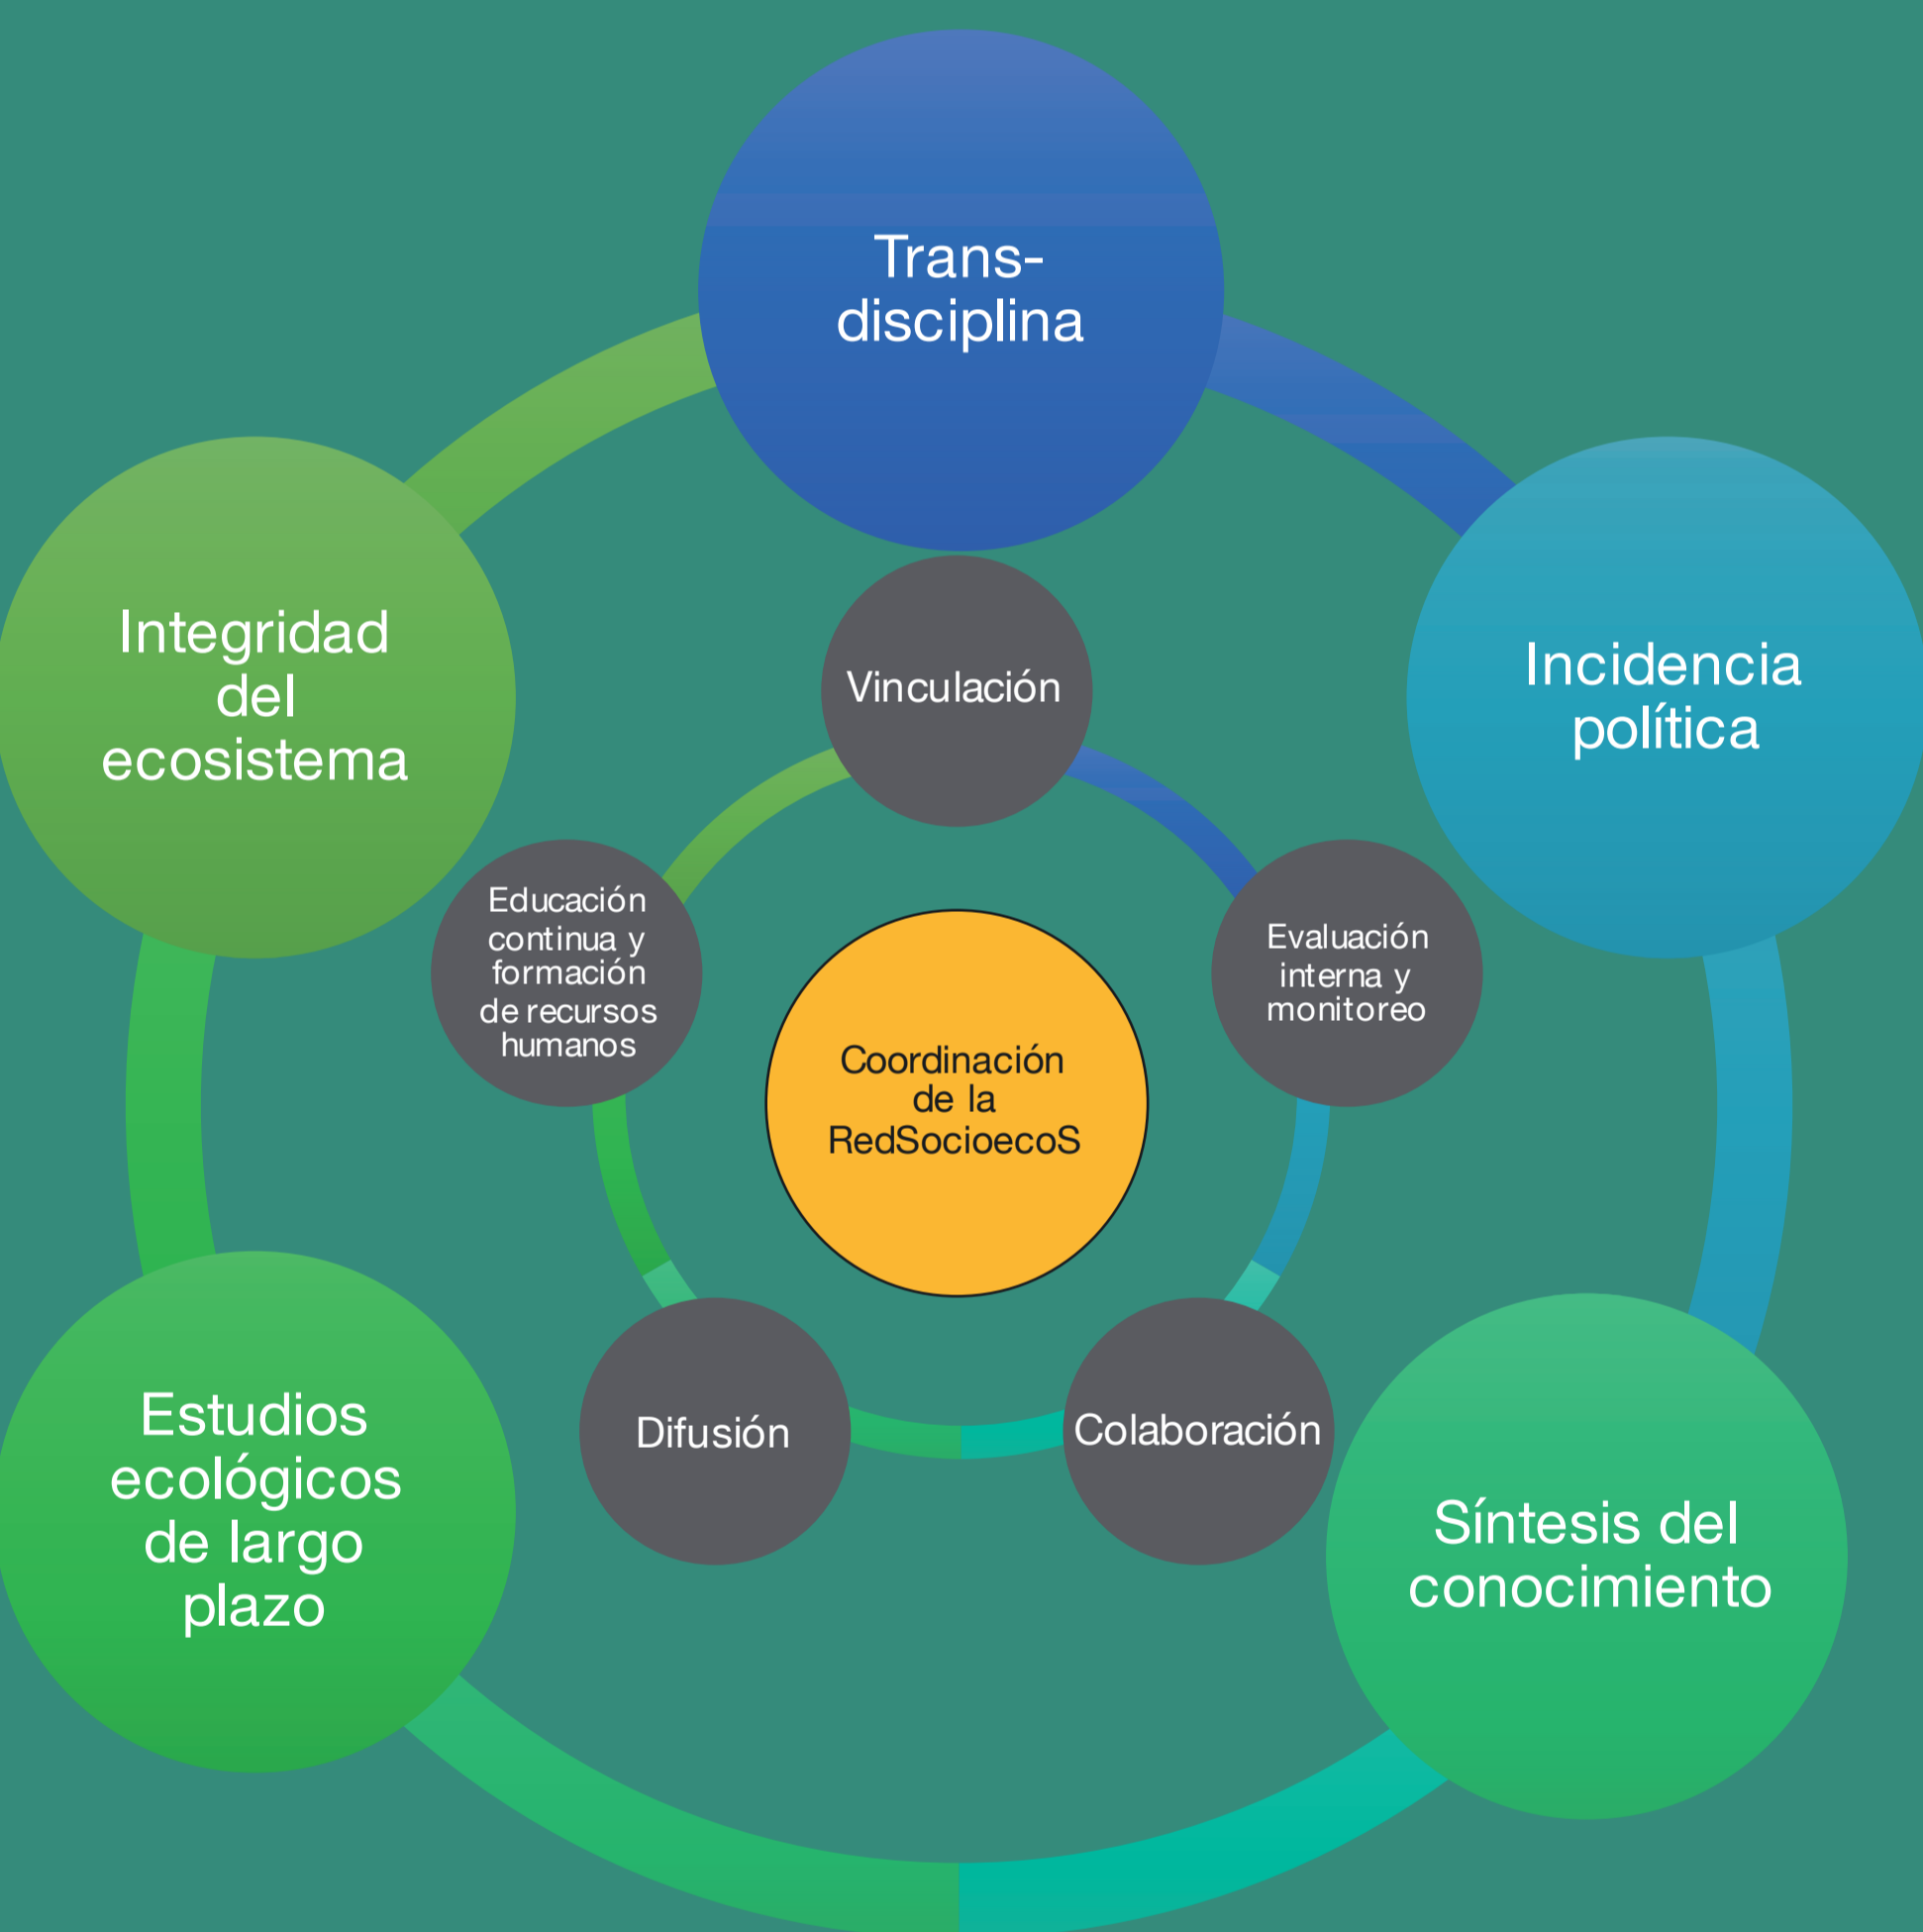 Trans-
disciplina
Integridad
del
ecosistema
Incidencia
política
Vinculación
Educación
continua y
formación
de recursos
humanos
Evaluación
interna y
monitoreo
Coordinación
de la
RedSocioecoS
Estudios
ecológicos
de largo
plazo
Difusión
Colaboración
Síntesis del
conocimiento